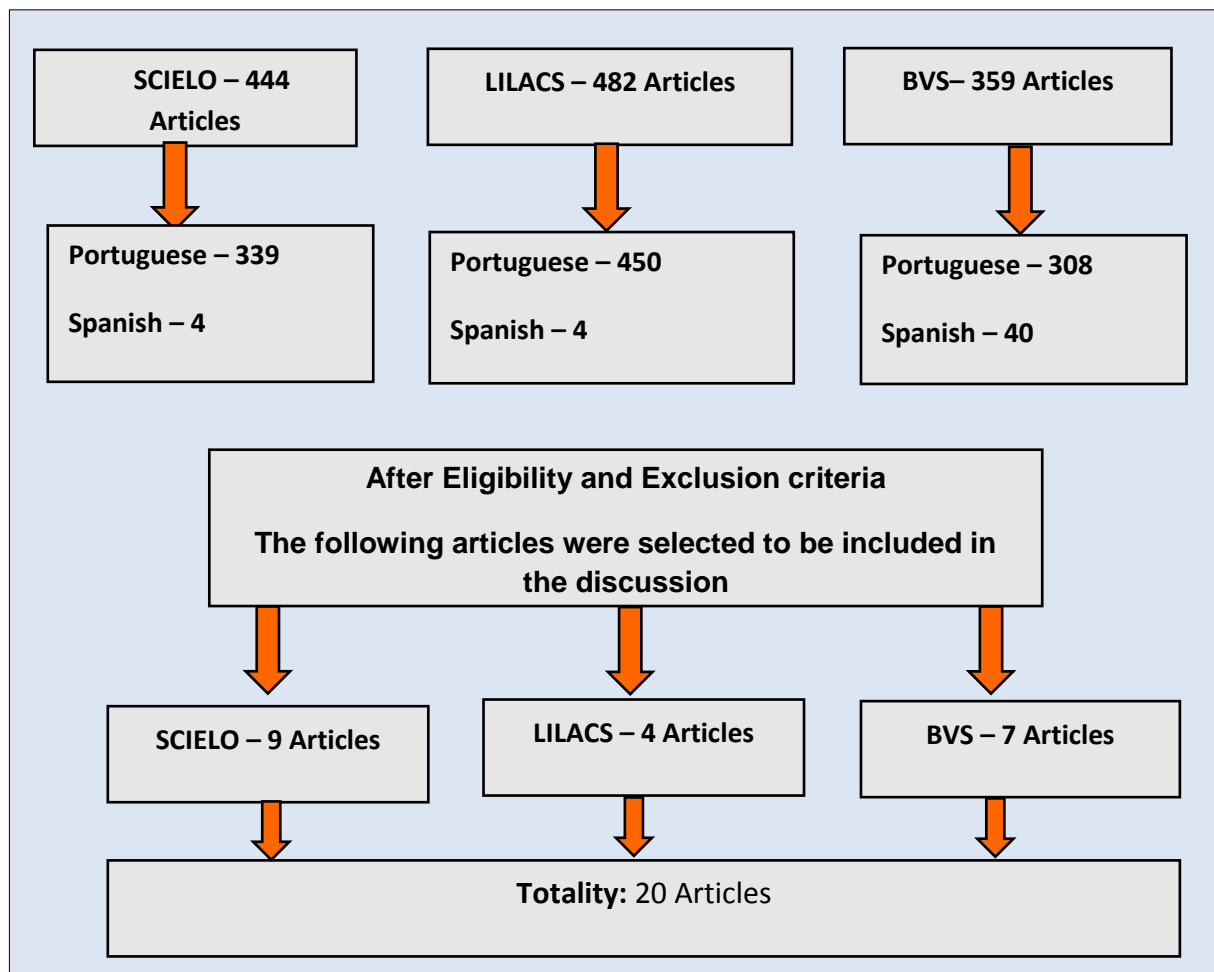 SCIELO – 444
Articles
LILACS – 482 Articles
BVS– 359 Articles
Portuguese – 339
Spanish – 4
Portuguese – 450
Spanish – 4
Portuguese – 308
Spanish – 40
After Eligibility and Exclusion criteria
The following articles were selected to be included in
the discussion
SCIELO – 9 Articles
LILACS – 4 Articles
BVS – 7 Articles
Totality: 20 Articles